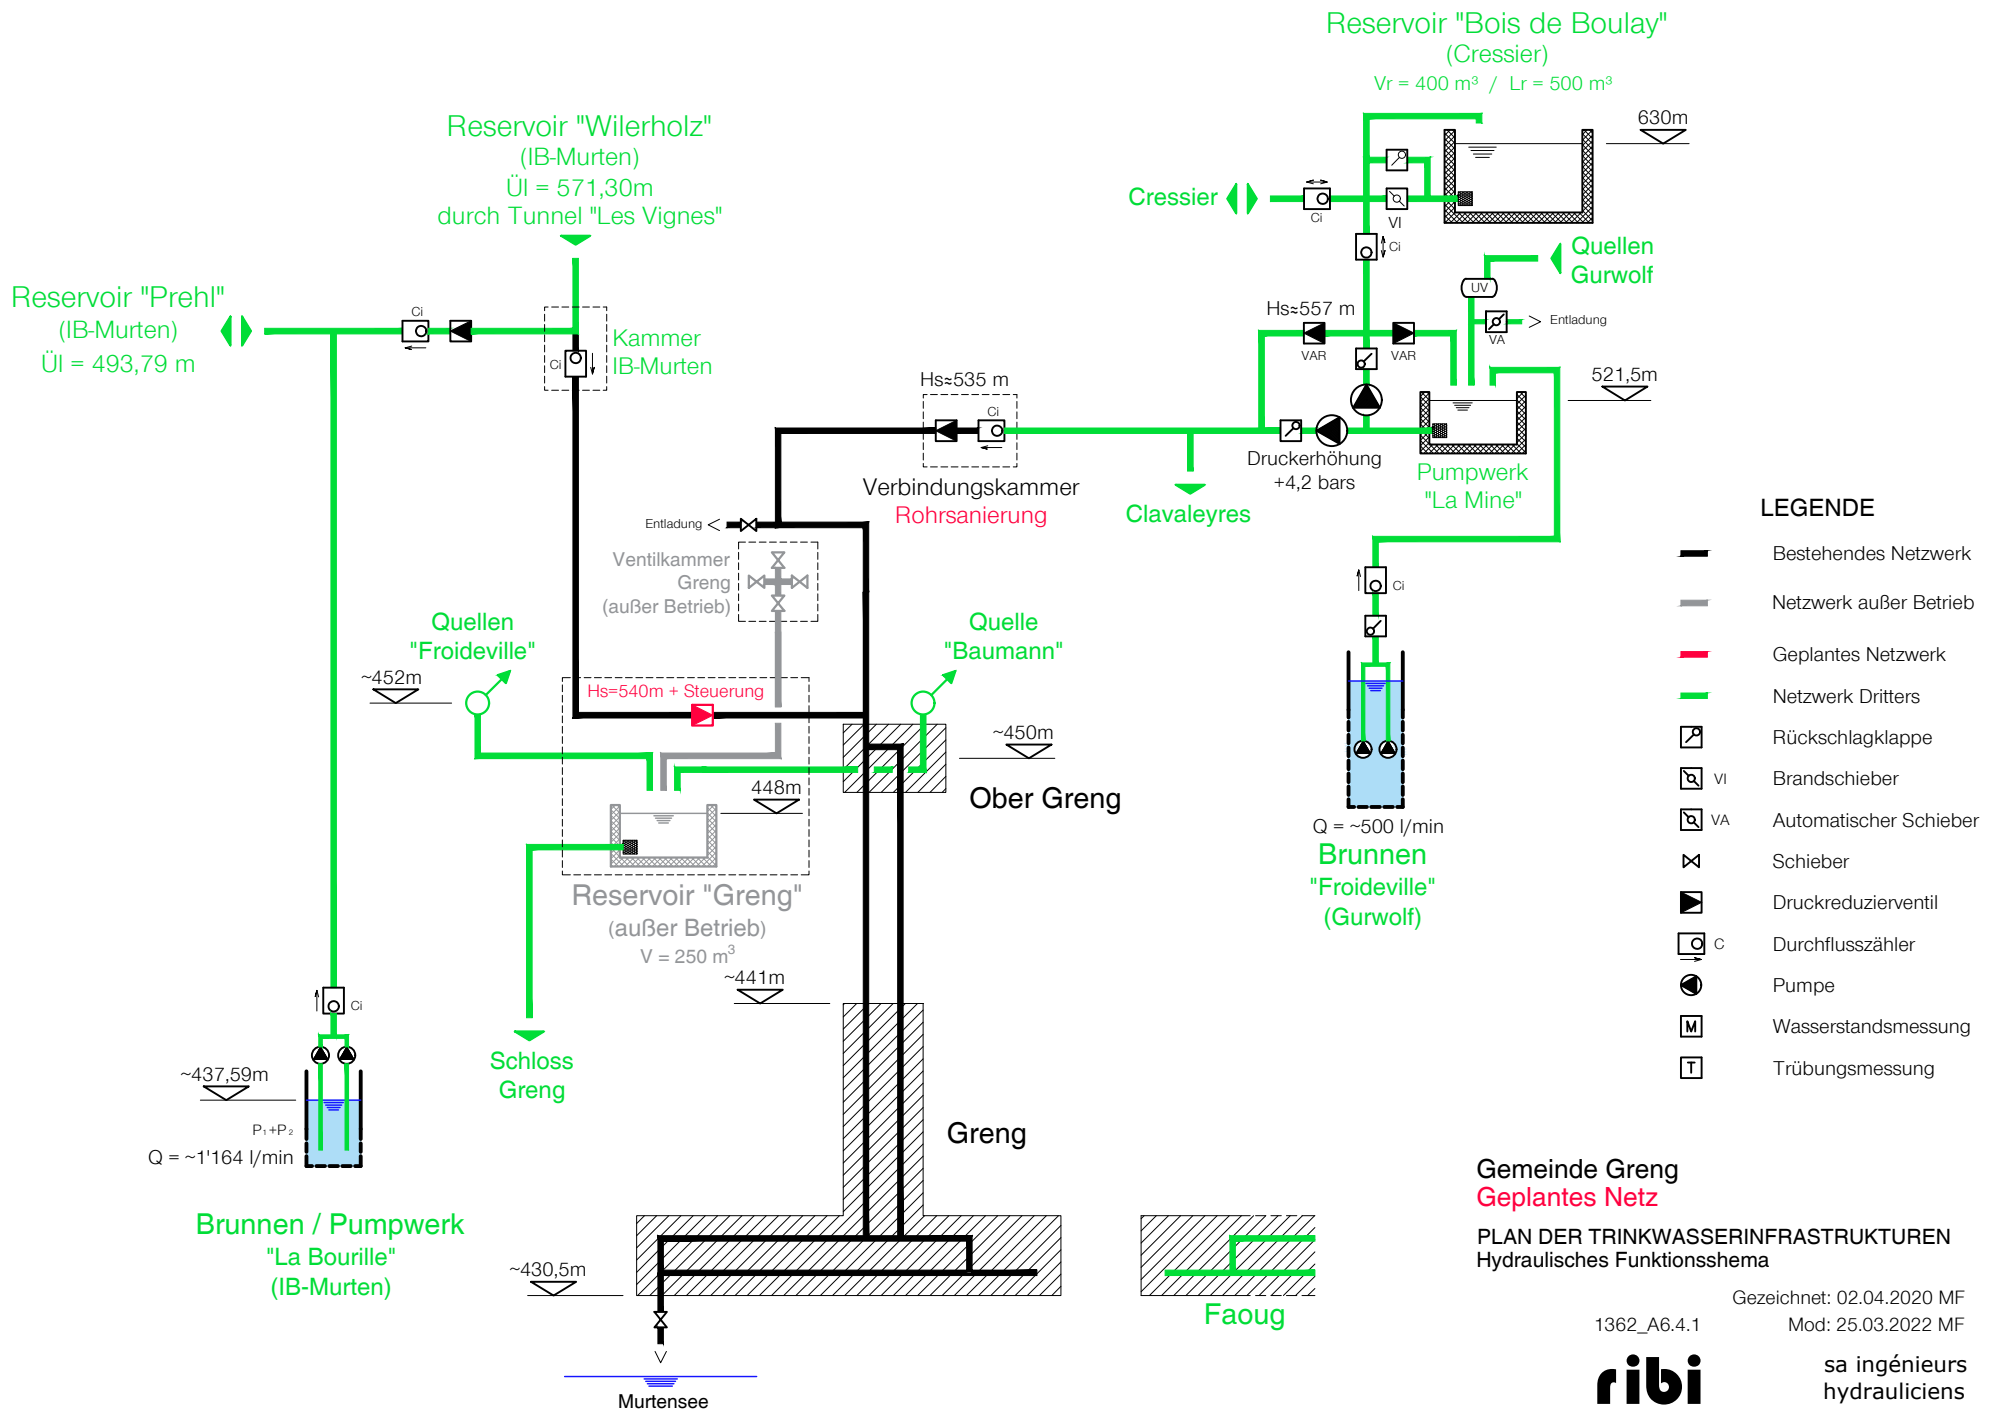 Reservoir "Bois de Boulay"
(Cressier)
Vr = 400 m³ / Lr = 500 m³
630m
Reservoir "Wilerholz"
(IB-Murten)
Ül = 571,30m
durch Tunnel "Les Vignes"
Cressier
Ci
VI
Ci
Quellen
Gurwolf
UV
Entladung
VA
Reservoir "Prehl"
(IB-Murten)
Ül = 493,79 m
Ci
Kammer
IB-Murten
Ci
Hs≈557 m
VAR
VAR
521,5m
Hs≈535 m
Ci
Verbindungskammer
Rohrsanierung
Druckerhöhung
+4,2 bars
Pumpwerk
"La Mine"
Clavaleyres
Entladung
Ventilkammer
Greng
(außer Betrieb)
Ci
Quellen
"Froideville"
~452m
Quelle
"Baumann"
Hs=540m + Steuerung
~450m
448m
Ober Greng
Reservoir "Greng"
(außer Betrieb)
V = 250 m³
Q = ~500 l/min
Brunnen
"Froideville"
(Gurwolf)
~441m
Ci
Schloss
Greng
~437,59m
P₁+P₂
Q = ~1'164 l/min
Brunnen / Pumpwerk
"La Bourille"
(IB-Murten)
Greng
~430,5m
Faoug
Murtensee
LEGENDE
Bestehendes Netzwerk
Netzwerk außer Betrieb
Geplantes Netzwerk
Netzwerk Dritters
Rückschlagklappe
VI Brandschieber
VA Automatischer Schieber
Schieber
Druckreduzierventil
C Durchflusszähler
Pumpe
M Wasserstandsmessung
T Trübungsmessung
Gemeinde Greng
Geplantes Netz
PLAN DER TRINKWASSERINFRASTRUKTUREN
Hydraulisches Funktionsshema
Gezeichnet: 02.04.2020 MF
1362_A6.4.1 Mod: 25.03.2022 MF
ribi sa ingénieurs
hydrauliciens